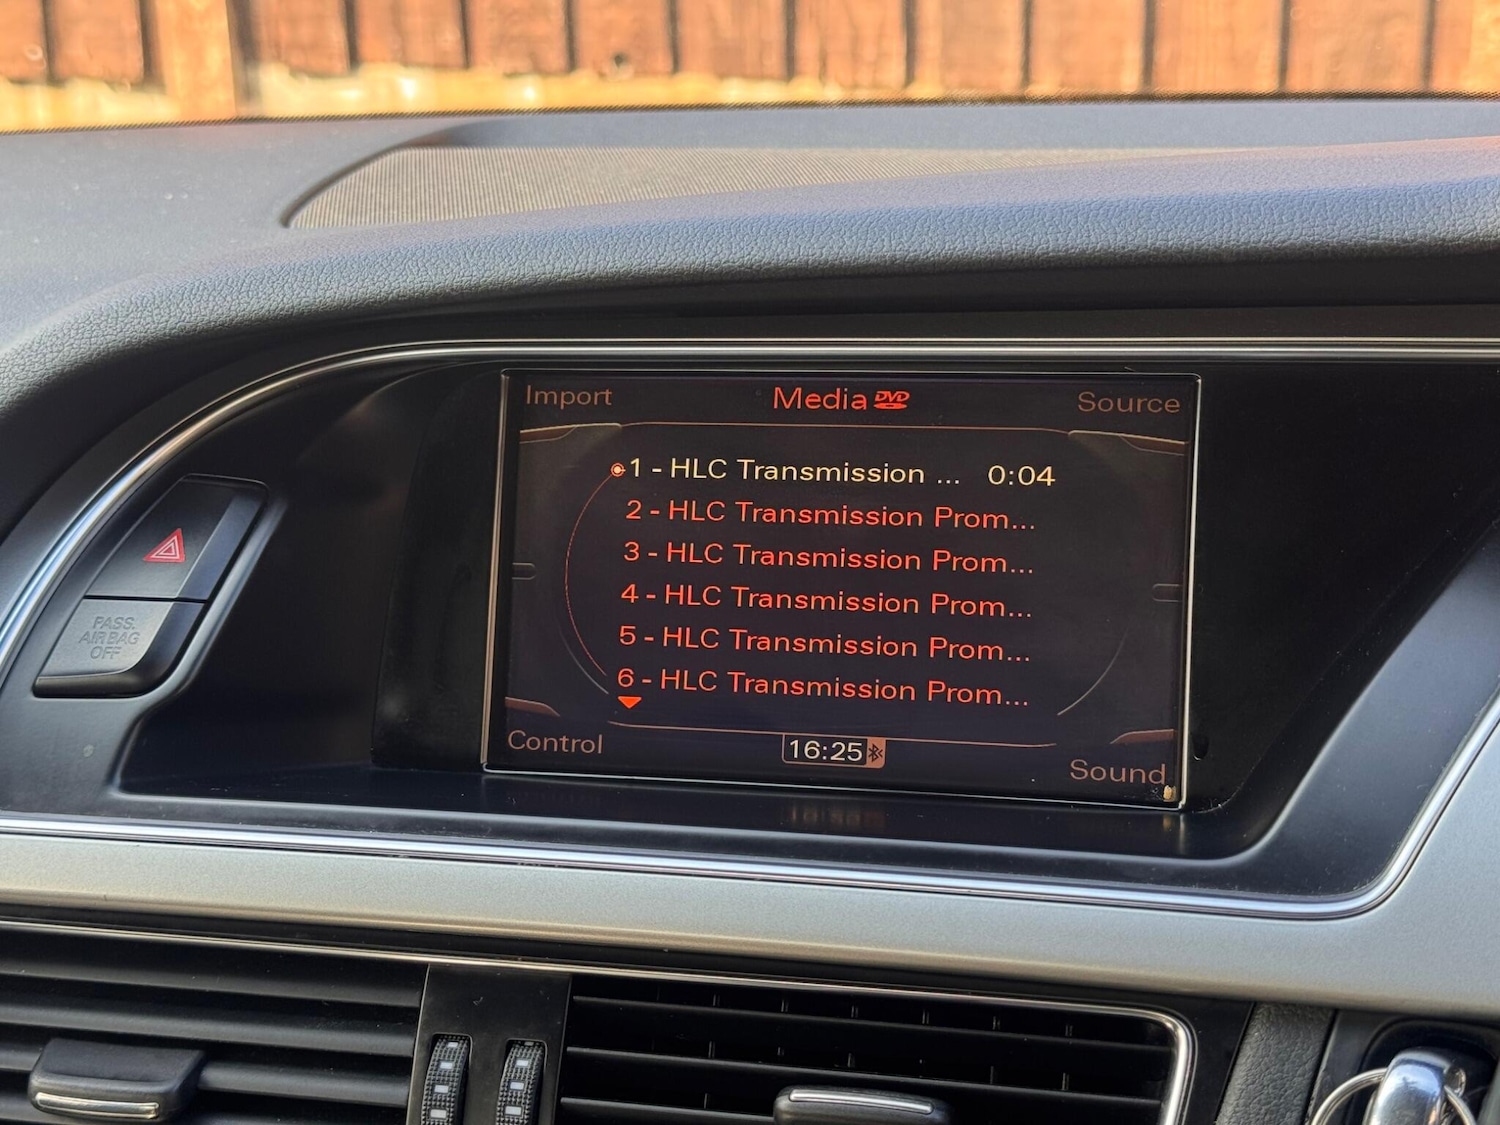 Import Media DVD Source
1 - HLC Transmission ... 0:04
2 - HLC Transmission Prom...
3 - HLC Transmission Prom...
4 - HLC Transmission Prom...
5 - HLC Transmission Prom...
6 - HLC Transmission Prom...
Control 16:25 Sound
PASS.
AIRBAG
OFF